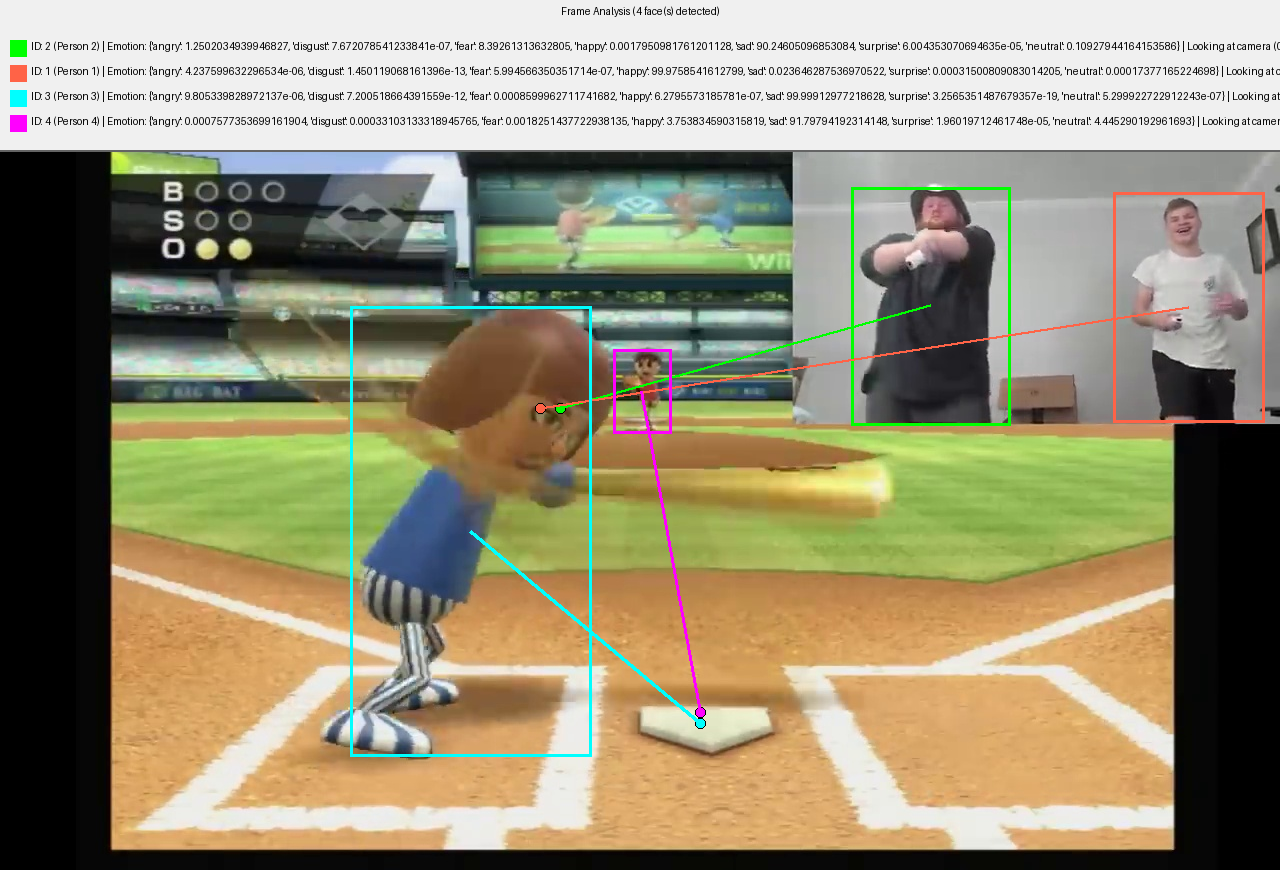 Frame Analysis (4 face(s) detected)
ID: 2 (Person 2) | Emotion: {'angry': 1.2502034939946827, 'disgust': 7.672078541233841e-07, 'fear': 8.39261313632805, 'happy': 0.0017950981761201128, 'sad': 90.24605096853084, 'surprise': 6.004353070694635e-05, 'neutral': 0.10927944164153586} | Looking at camera (0
ID: 1 (Person 1) | Emotion: {'angry': 4.237599632296534e-06, 'disgust': 1.450119068161396e-13, 'fear': 5.994566350351714e-07, 'happy': 99.9758541612799, 'sad': 0.023646287536970522, 'surprise': 0.00031500809083014205, 'neutral': 0.00017377165224698} | Looking at c
ID: 3 (Person 3) | Emotion: {'angry': 9.805339828972137e-06, 'disgust': 7.200518664391559e-12, 'fear': 0.0008599962711741682, 'happy': 6.2795573185781e-07, 'sad': 99.99912977218628, 'surprise': 3.2565351487679357e-19, 'neutral': 5.299922722912243e-07} | Looking at
ID: 4 (Person 4) | Emotion: {'angry': 0.0007577353699161904, 'disgust': 0.00033103133318945765, 'fear': 0.0018251437722938135, 'happy': 3.753834590315819, 'sad': 91.79794192314148, 'surprise': 1.96019712461748e-05, 'neutral': 4.445290192961693} | Looking at camer
B
S
O
Wii
BIG-BAT